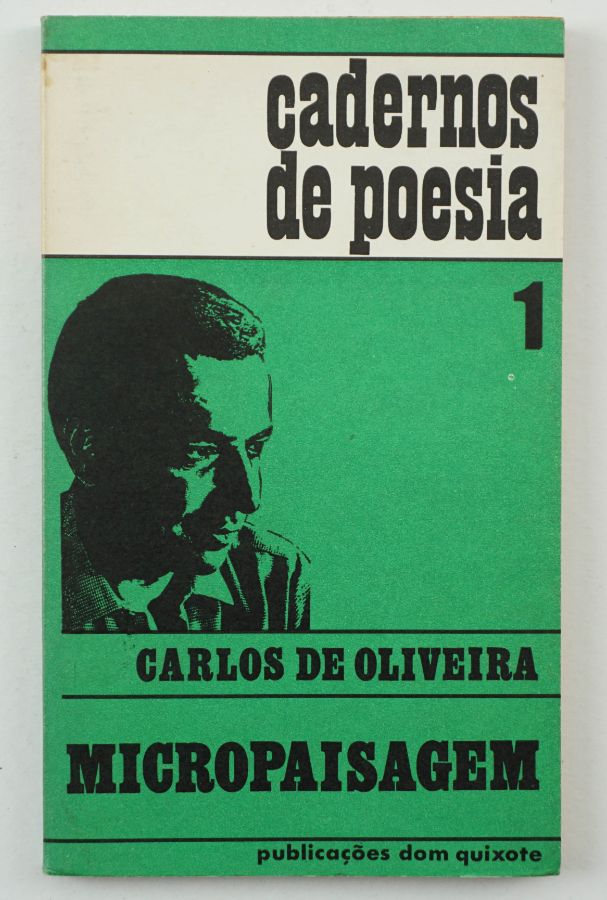 cadernos
de poesia
1
CARLOS DE OLIVEIRA
MICROPAISAGEM
publicações dom quixote